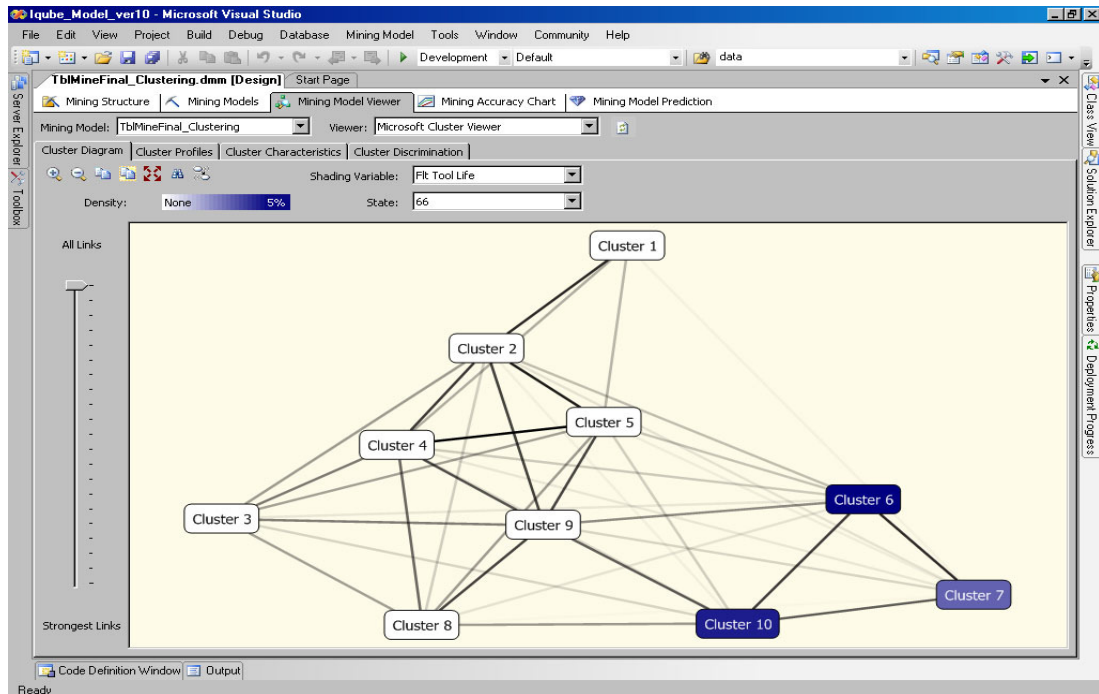 Iqube_Model_ver10 - Microsoft Visual Studio
File Edit View Project Build Debug Database Mining Model Tools Window Community Help
Development Default data
TblMineFinal_Clustering.dmm [Design] Start Page
Mining Structure Mining Models Mining Model Viewer Mining Accuracy Chart Mining Model Prediction
Mining Model: TblMineFinal_Clustering Viewer: Microsoft Cluster Viewer
Cluster Diagram Cluster Profiles Cluster Characteristics Cluster Discrimination
Shading Variable: Flt Tool Life
Density: None 5% State: 66
All Links
Strongest Links
Cluster 1
Cluster 2
Cluster 5
Cluster 4
Cluster 6
Cluster 3
Cluster 9
Cluster 7
Cluster 8
Cluster 10
Server Explorer
Toolbox
Class View
Solution Explorer
Properties
Deployment Progress
Code Definition Window Output
Ready